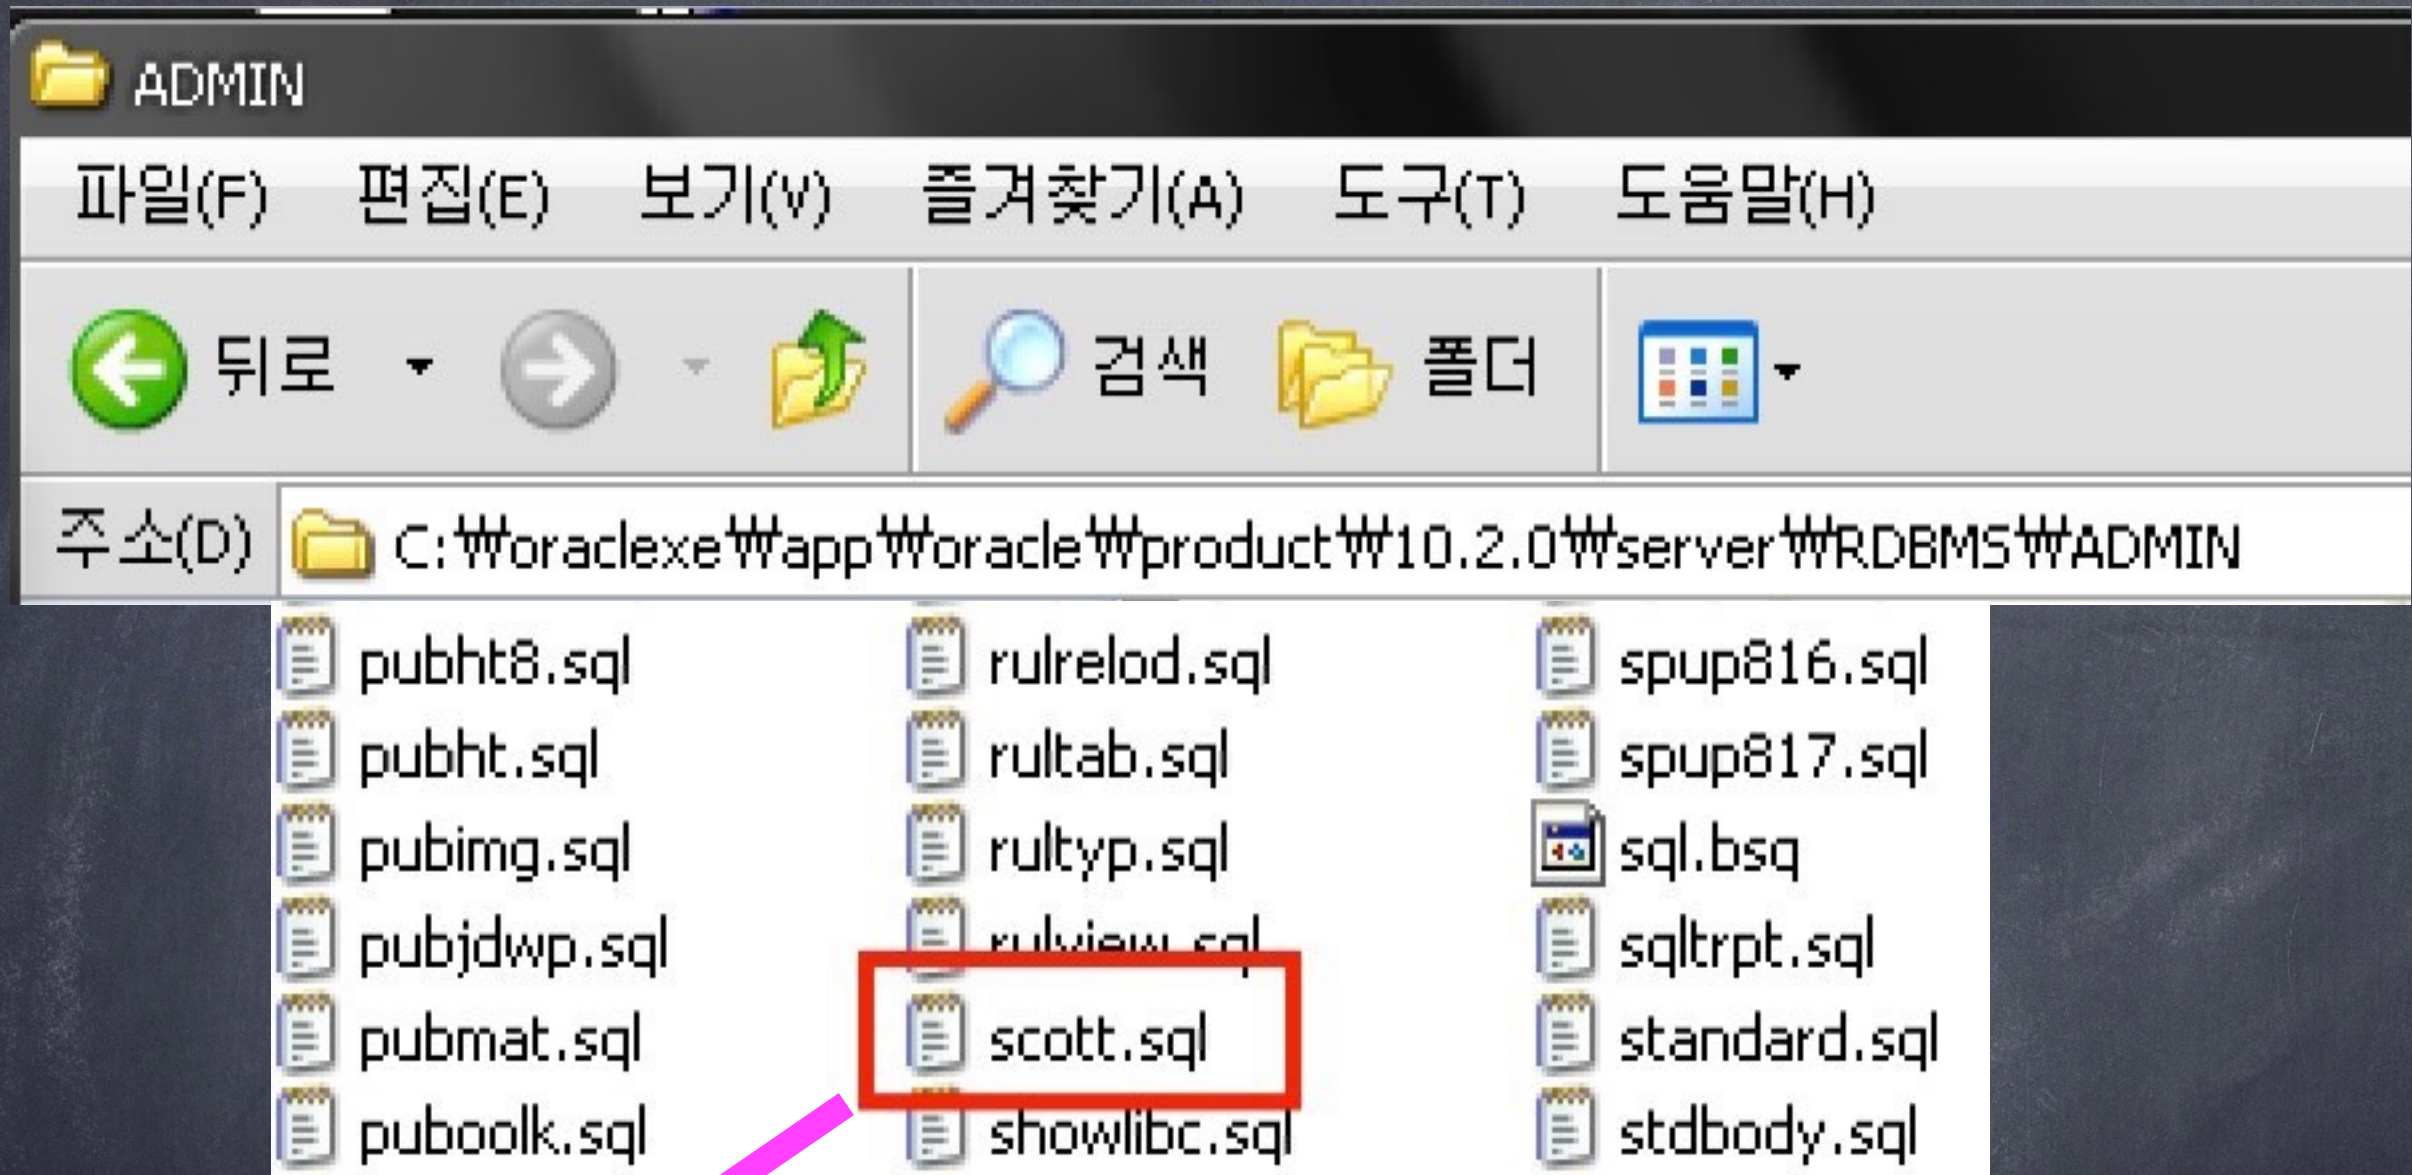 ADMIN
파일(F) 편집(E) 보기(V) 즐겨찾기(A) 도구(T) 도움말(H)
뒤로 검색 폴더
주소(D) C:₩oraclexe₩app₩oracle₩product₩10.2.0₩server₩RDBMS₩ADMIN
pubht8.sql rulrelod.sql spup816.sql
pubht.sql rultab.sql spup817.sql
pubimg.sql rultyp.sql sql.bsq
pubjdwp.sql rulview.sql sqltrpt.sql
pubmat.sql scott.sql standard.sql
puboolk.sql showlibc.sql stdbody.sql